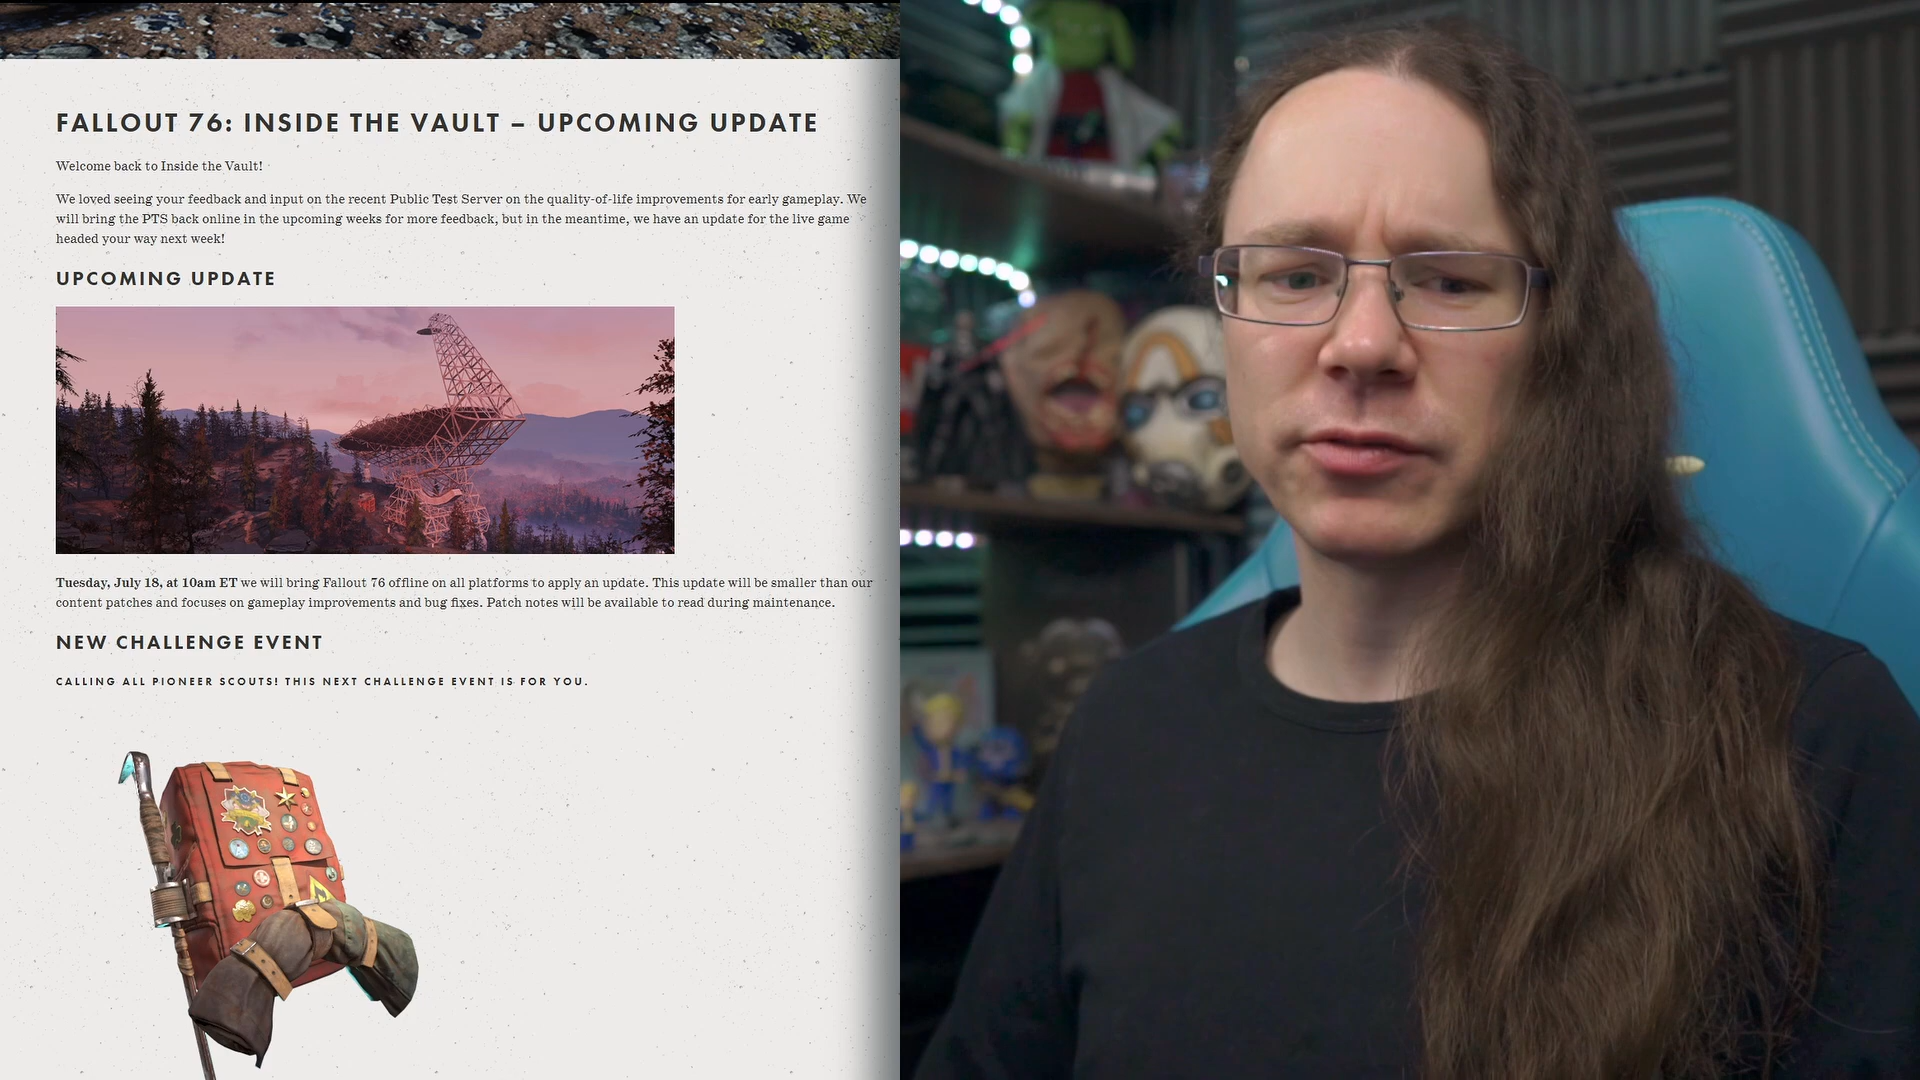 FALLOUT 76: INSIDE THE VAULT – UPCOMING UPDATE
Welcome back to Inside the Vault!
We loved seeing your feedback and input on the recent Public Test Server on the quality-of-life improvements for early gameplay. We
will bring the PTS back online in the upcoming weeks for more feedback, but in the meantime, we have an update for the live game
headed your way next week!
UPCOMING UPDATE
Tuesday, July 18, at 10am ET we will bring Fallout 76 offline on all platforms to apply an update. This update will be smaller than our
content patches and focuses on gameplay improvements and bug fixes. Patch notes will be available to read during maintenance.
NEW CHALLENGE EVENT
CALLING ALL PIONEER SCOUTS! THIS NEXT CHALLENGE EVENT IS FOR YOU.